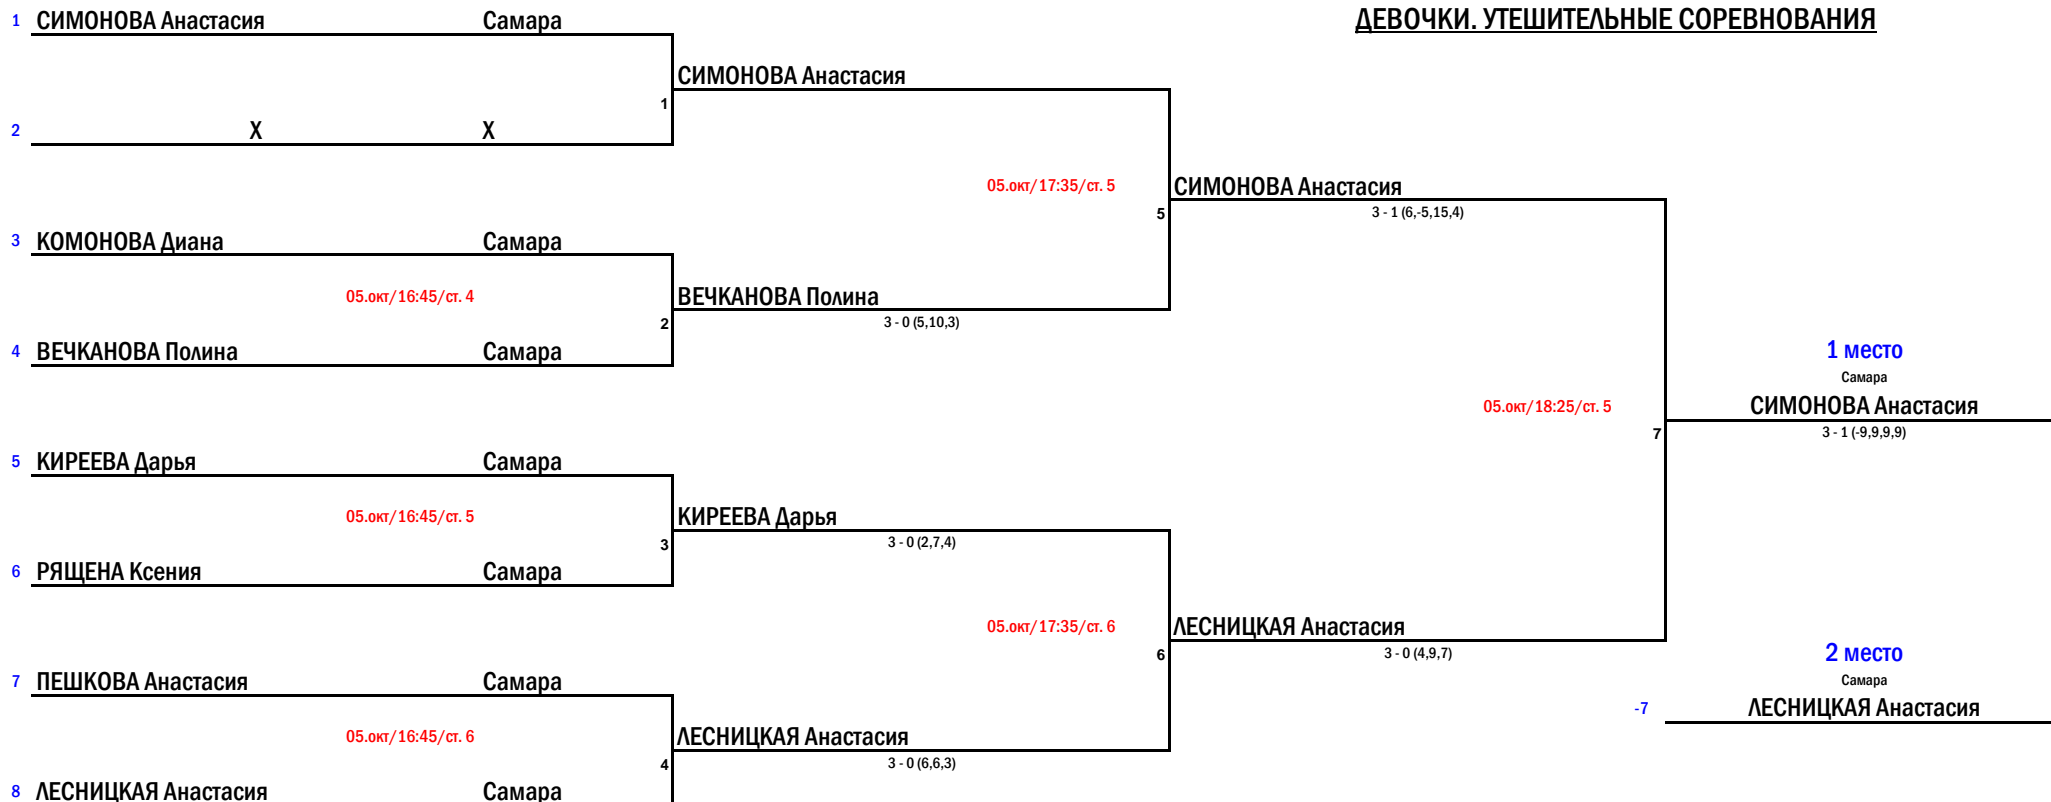 ДЕВОЧКИ. УТЕШИТЕЛЬНЫЕ СОРЕВНОВАНИЯ
1 СИМОНОВА Анастасия Самара
СИМОНОВА Анастасия
1
2 Х Х
05.окт/17:35/ст. 5
СИМОНОВА Анастасия
5
3 - 1 (6,-5,15,4)
3 КОМОНОВА Диана Самара
05.окт/16:45/ст. 4
ВЕЧКАНОВА Полина
2
3 - 0 (5,10,3)
4 ВЕЧКАНОВА Полина Самара
1 место
Самара
05.окт/18:25/ст. 5
СИМОНОВА Анастасия
7
3 - 1 (-9,9,9,9)
5 КИРЕЕВА Дарья Самара
05.окт/16:45/ст. 5
КИРЕЕВА Дарья
3
3 - 0 (2,7,4)
6 РЯЩЕНА Ксения Самара
05.окт/17:35/ст. 6
ЛЕСНИЦКАЯ Анастасия
6
3 - 0 (4,9,7)
2 место
Самара
7 ПЕШКОВА Анастасия Самара
-7 ЛЕСНИЦКАЯ Анастасия
05.окт/16:45/ст. 6
ЛЕСНИЦКАЯ Анастасия
4
3 - 0 (6,6,3)
8 ЛЕСНИЦКАЯ Анастасия Самара